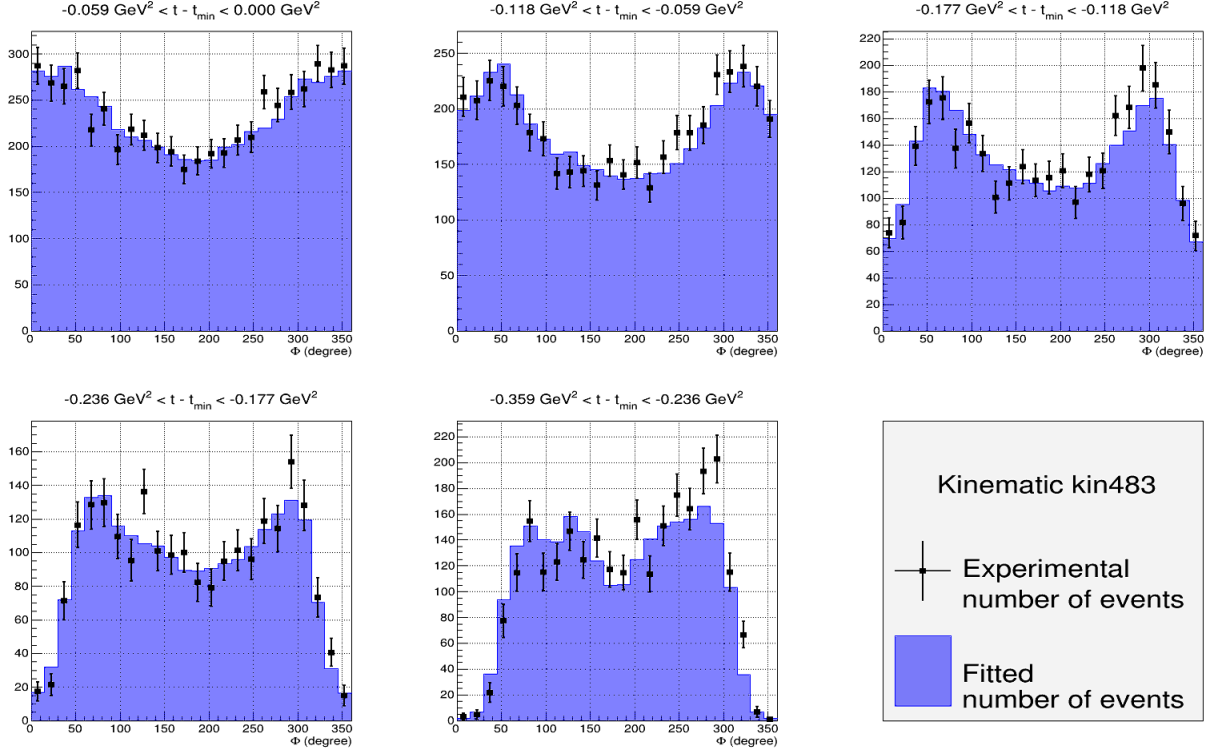 -0.059 GeV² < t - t_min < 0.000 GeV²
300
250
200
150
100
50
0
0 50 100 150 200 250 300 350
Φ (degree)
-0.118 GeV² < t - t_min < -0.059 GeV²
250
200
150
100
50
0
0 50 100 150 200 250 300 350
Φ (degree)
-0.177 GeV² < t - t_min < -0.118 GeV²
220
200
180
160
140
120
100
80
60
40
20
0
0 50 100 150 200 250 300 350
Φ (degree)
-0.236 GeV² < t - t_min < -0.177 GeV²
160
140
120
100
80
60
40
20
0
0 50 100 150 200 250 300 350
Φ (degree)
-0.359 GeV² < t - t_min < -0.236 GeV²
220
200
180
160
140
120
100
80
60
40
20
0
0 50 100 150 200 250 300 350
Φ (degree)
Kinematic kin483
Experimental
number of events
Fitted
number of events